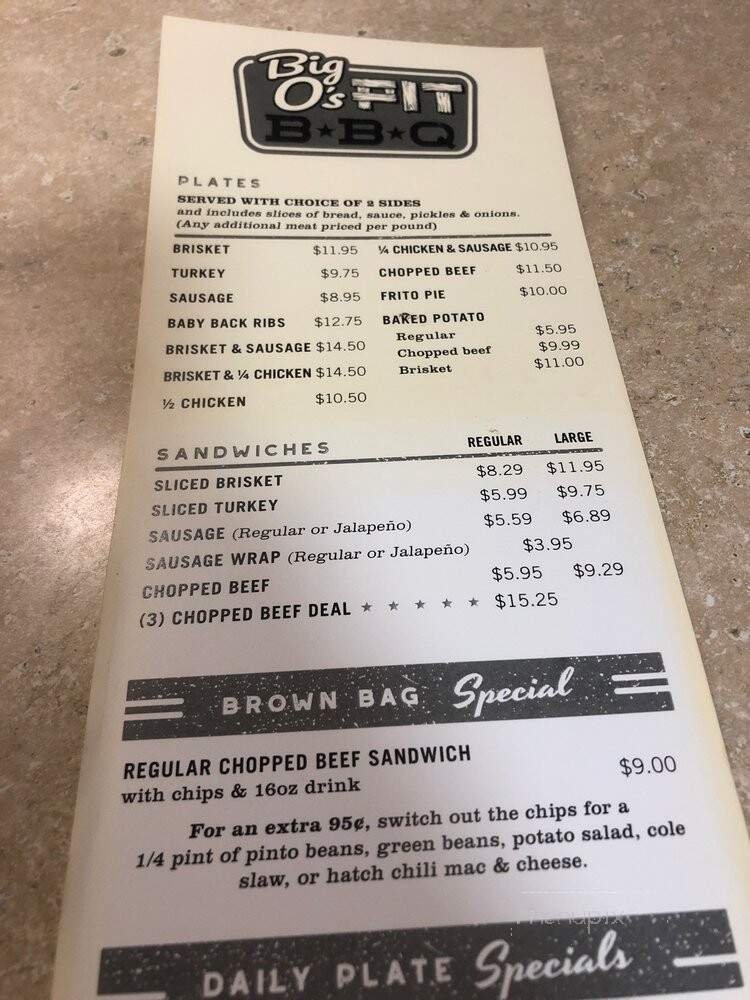 Big
O's PIT
B★B★Q
PLATES
SERVED WITH CHOICE OF 2 SIDES
and includes slices of bread, sauce, pickles & onions.
(Any additional meat priced per pound)
BRISKET $11.95
TURKEY $9.75
SAUSAGE $8.95
BABY BACK RIBS $12.75
BRISKET & SAUSAGE $14.50
BRISKET & ¼ CHICKEN $14.50
½ CHICKEN $10.50
¼ CHICKEN & SAUSAGE $10.95
CHOPPED BEEF $11.50
FRITO PIE $10.00
BAKED POTATO
Regular $5.95
Chopped beef $9.99
Brisket $11.00
SANDWICHES REGULAR LARGE
SLICED BRISKET $8.29 $11.95
SLICED TURKEY $5.99 $9.75
SAUSAGE (Regular or Jalapeño) $5.59 $6.89
SAUSAGE WRAP (Regular or Jalapeño) $3.95
CHOPPED BEEF $5.95 $9.29
(3) CHOPPED BEEF DEAL ★ ★ ★ ★ ★ $15.25
BROWN BAG Special
REGULAR CHOPPED BEEF SANDWICH $9.00
with chips & 16oz drink
For an extra 95¢, switch out the chips for a
1/4 pint of pinto beans, green beans, potato salad, cole
slaw, or hatch chili mac & cheese.
menupix
DAILY PLATE Specials